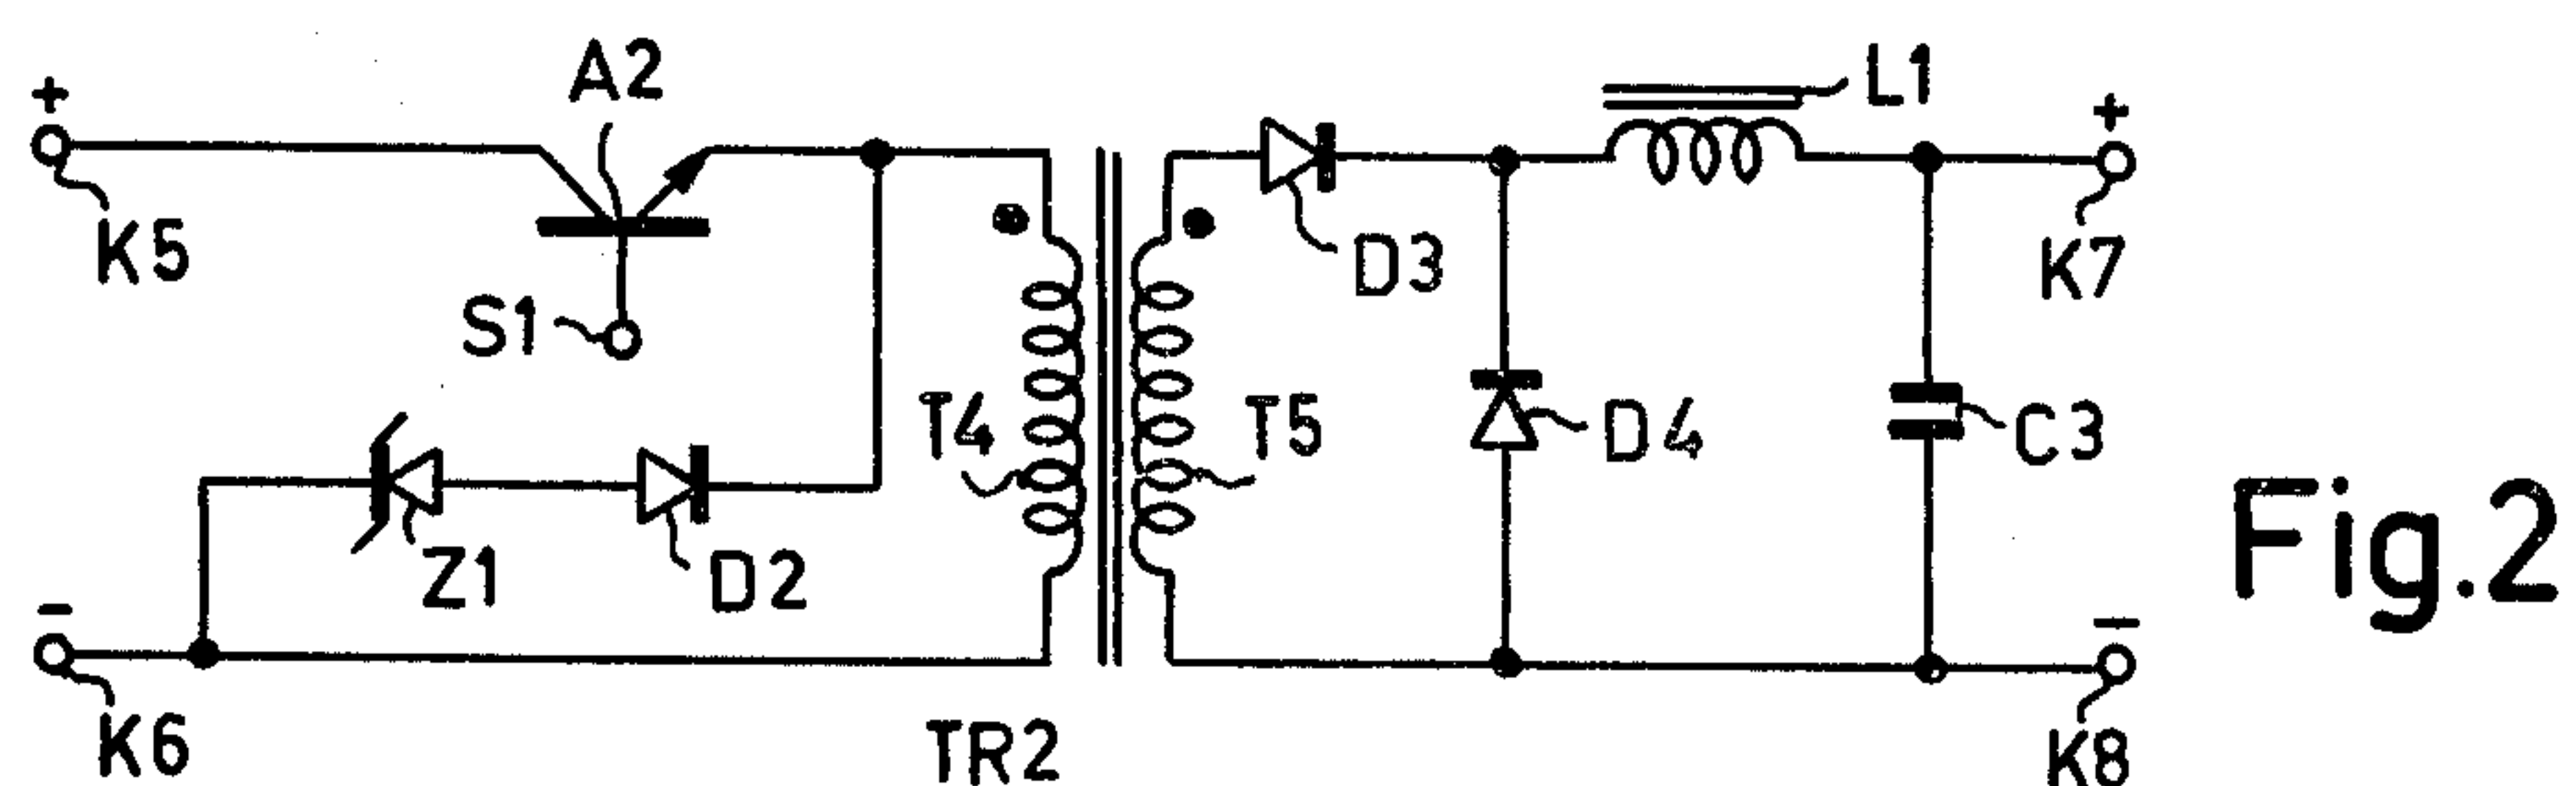 A2
L1
+
+
K5
D3
K7
S1
T4
T5
D4
C3
Z1
D2
Fig.2
-
-
K6
TR2
K8